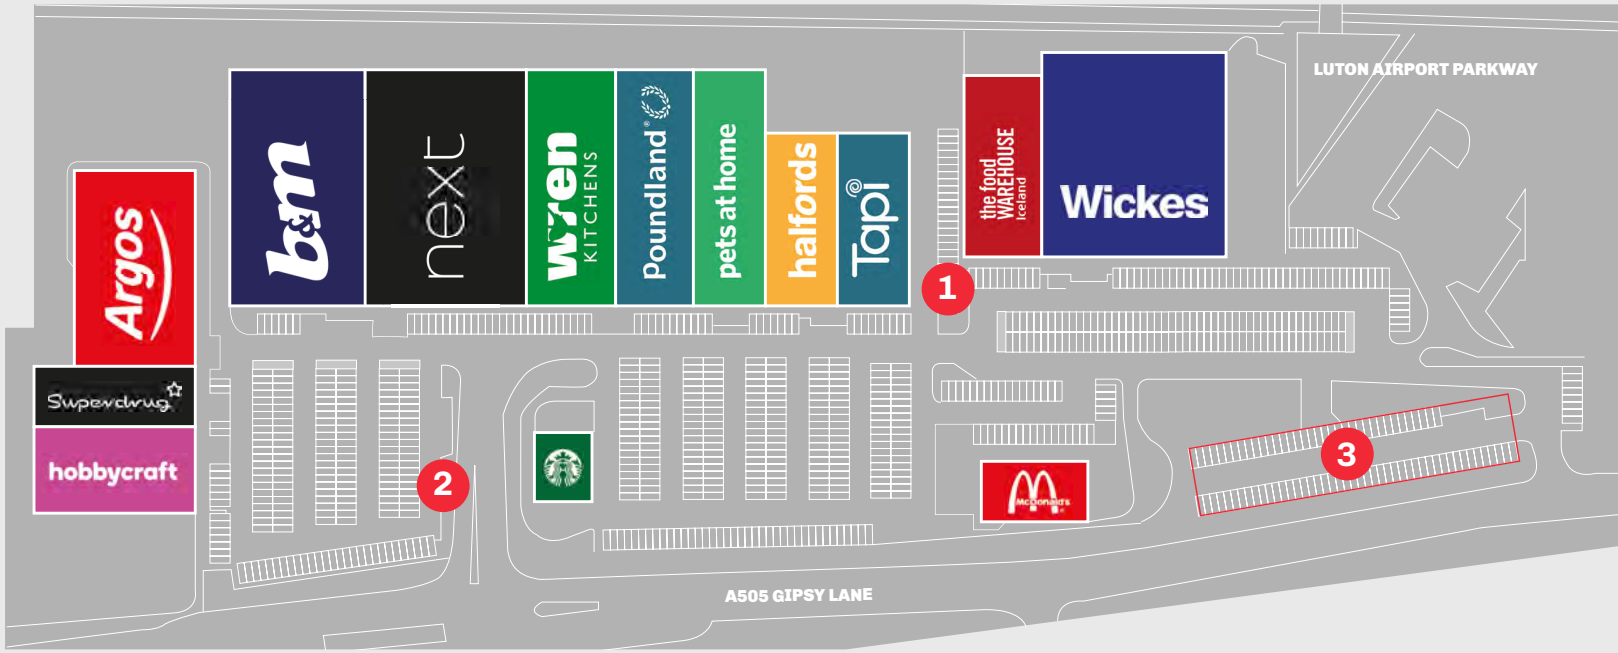 LUTON AIRPORT PARKWAY
b&m
next
wren
KITCHENS
Poundland®
pets at home
halfords
Tapi
the food
WAREHOUSE
Iceland
Wickes
Argos
1
Superdrug
hobbycraft
2
McDonald's
3
A505 GIPSY LANE